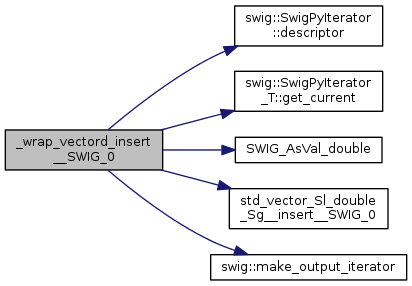 _wrap_vectord_insert
__SWIG_0
swig::SwigPyIterator
::descriptor
swig::SwigPyIterator
_T::get_current
SWIG_AsVal_double
std_vector_Sl_double
_Sg__insert__SWIG_0
swig::make_output_iterator